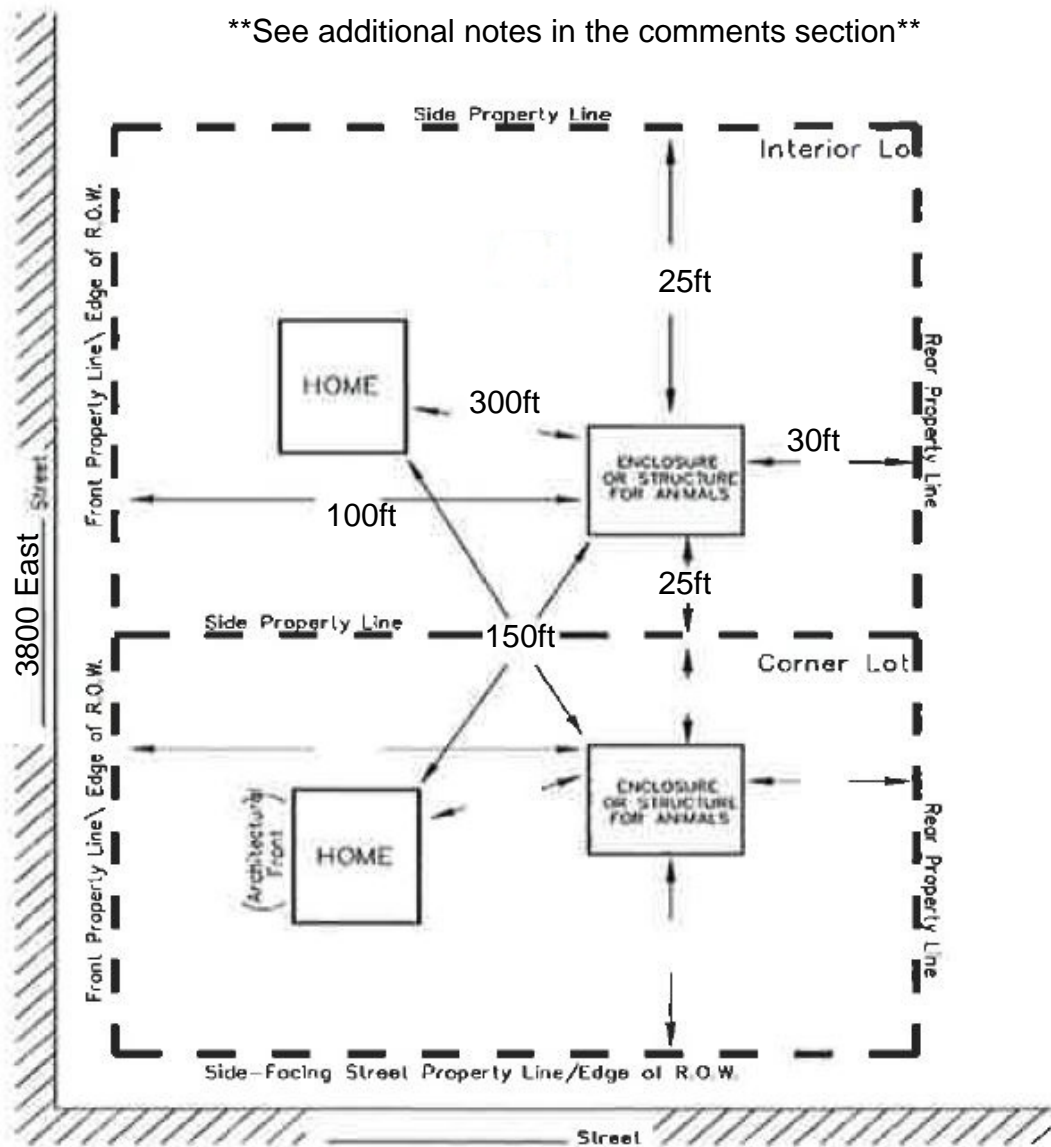 **See additional notes in the comments section**
Side Property Line
Interior Lo
Front Property Line\ Edge of R.O.W.
25ft
Rear Property Line
HOME
300ft
30ft
ENCLOSURE
OR STRUCTURE
FOR ANIMALS
100ft
3800 East Street
25ft
Side Property Line
150ft
Corner Lot
Front Property Line\ Edge of R.O.W.
ENCLOSURE
OR STRUCTURE
FOR ANIMALS
(Architectural
Front)
HOME
Rear Property Line
Side-Facing Street Property Line/Edge of R.O.W.
Street